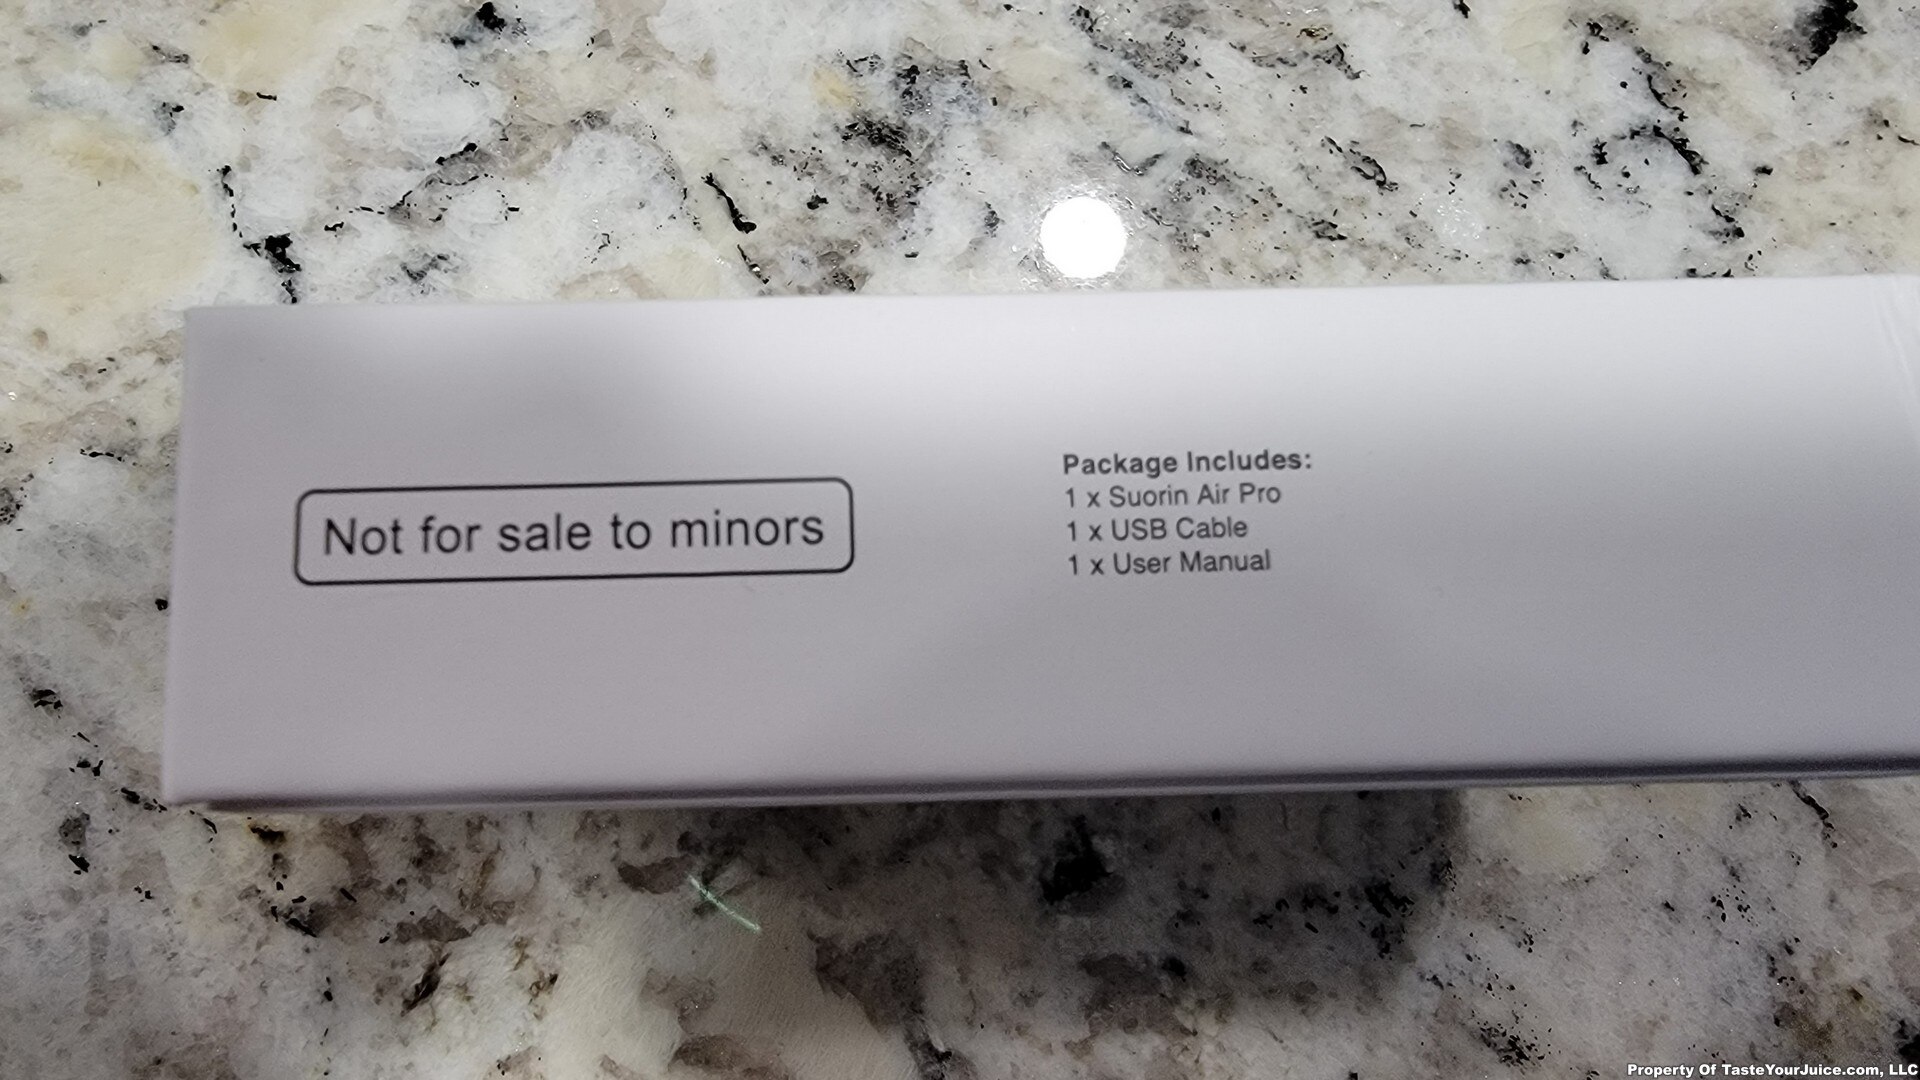 Not for sale to minors
Package Includes:
1 x Suorin Air Pro
1 x USB Cable
1 x User Manual
Property Of TasteYourJuice.com, LLC